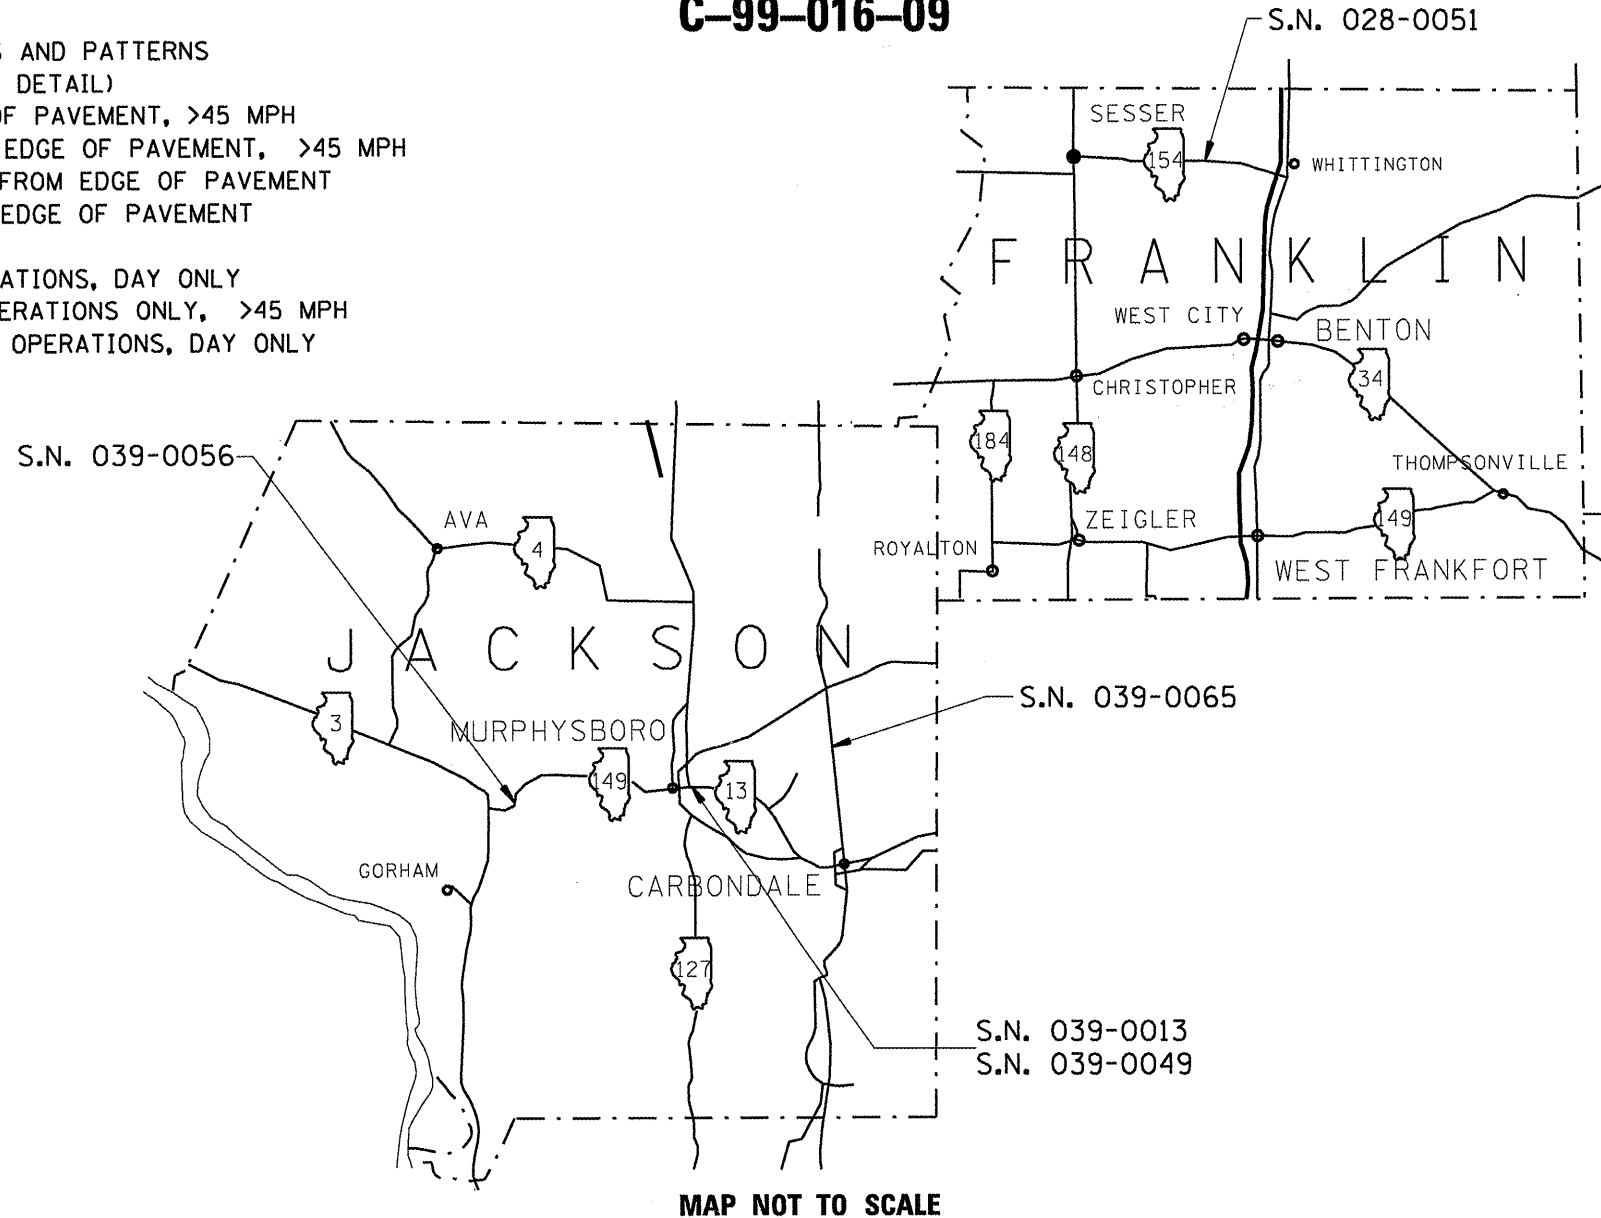 C–99–016–09
AND PATTERNS
DETAIL)
OF PAVEMENT, >45 MPH
EDGE OF PAVEMENT, >45 MPH
FROM EDGE OF PAVEMENT
EDGE OF PAVEMENT
DAY ONLY
ONLY, >45 MPH
OPERATIONS, DAY ONLY
S.N. 028-0051
SESSER
154
WHITTINGTON
FRANKLIN
WEST CITY
BENTON
CHRISTOPHER
34
184
148
THOMPSONVILLE
149
ZEIGLER
ROYALTON
WEST FRANKFORT
S.N. 039-0056
AVA
4
JACKSON
3
MURPHYSBORO
149
13
S.N. 039-0065
GORHAM
CARBONDALE
127
S.N. 039-0013
S.N. 039-0049
MAP NOT TO SCALE